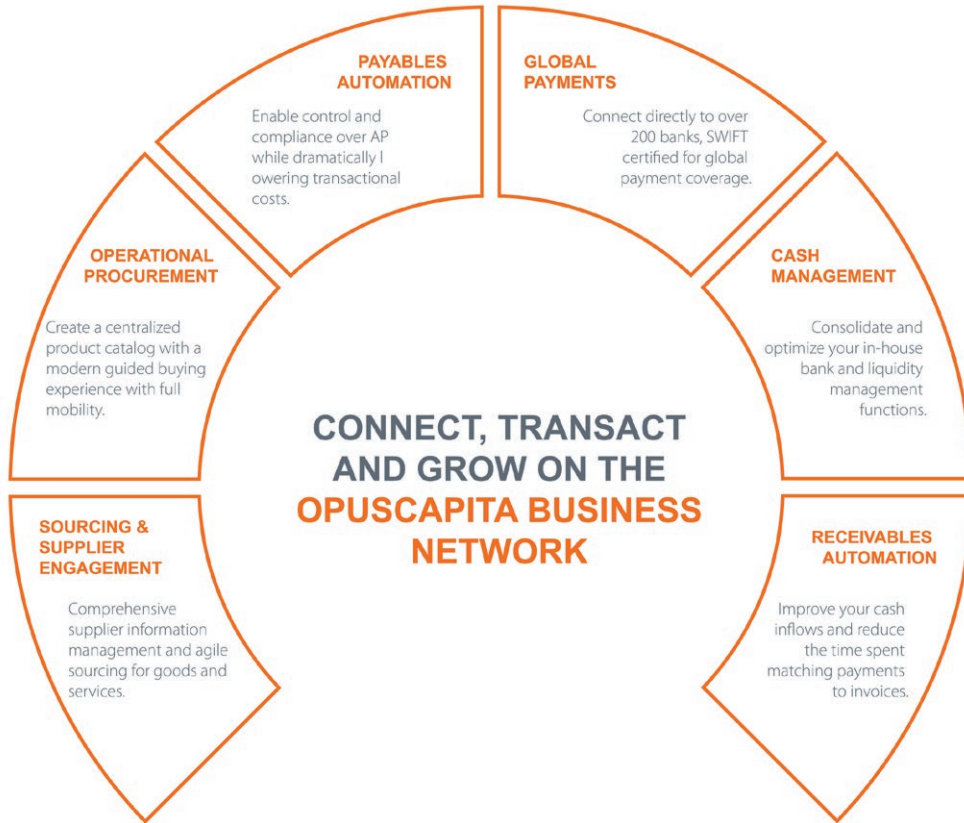 PAYABLES
AUTOMATION
Enable control and
compliance over AP
while dramatically l
owering transactional
costs.
GLOBAL
PAYMENTS
Connect directly to over
200 banks, SWIFT
certified for global
payment coverage.
OPERATIONAL
PROCUREMENT
Create a centralized
product catalog with a
modern guided buying
experience with full
mobility.
CASH
MANAGEMENT
Consolidate and
optimize your in-house
bank and liquidity
management
functions.
CONNECT, TRANSACT
AND GROW ON THE
OPUSCAPITA BUSINESS
NETWORK
SOURCING &
SUPPLIER
ENGAGEMENT
Comprehensive
supplier information
management and agile
sourcing for goods and
services.
RECEIVABLES
AUTOMATION
Improve your cash
inflows and reduce
the time spent
matching payments
to invoices.